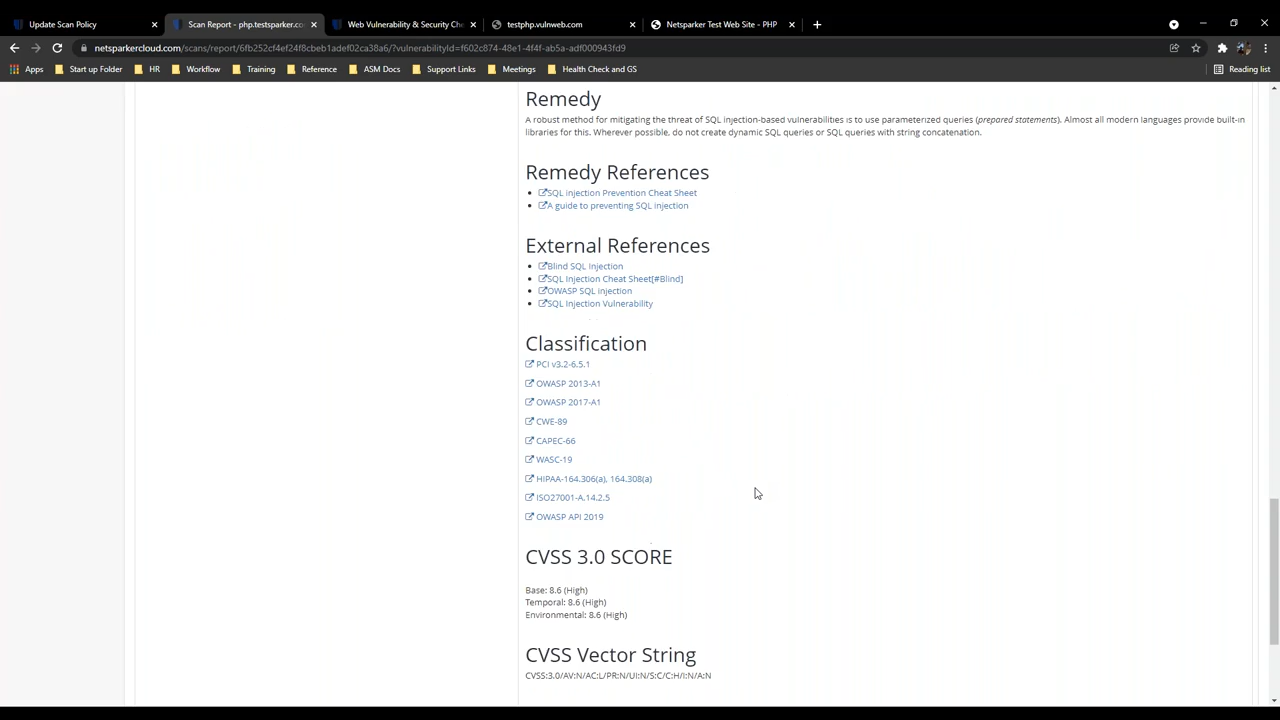 Update Scan Policy
Scan Report - php.testsparker.co
Web Vulnerability & Security Che
testphp.vulnweb.com
Netsparker Test Web Site - PHP
netsparkercloud.com/scans/report/6fb252cf4ef24f8cbeb1adef02ca38a6/?vulnerabilityId=f602c874-48e1-4f4f-ab5a-adf000943fd9
Apps Start up Folder HR Workflow Training Reference ASM Docs Support Links Meetings Health Check and GS Reading list
Remedy
A robust method for mitigating the threat of SQL injection-based vulnerabilities is to use parameterized queries (prepared statements). Almost all modern languages provide built-in
libraries for this. Wherever possible, do not create dynamic SQL queries or SQL queries with string concatenation.
Remedy References
SQL injection Prevention Cheat Sheet
A guide to preventing SQL injection
External References
Blind SQL Injection
SQL Injection Cheat Sheet[#Blind]
OWASP SQL injection
SQL Injection Vulnerability
Classification
PCI v3.2-6.5.1
OWASP 2013-A1
OWASP 2017-A1
CWE-89
CAPEC-66
WASC-19
HIPAA-164.306(a), 164.308(a)
ISO27001-A.14.2.5
OWASP API 2019
CVSS 3.0 SCORE
Base: 8.6 (High)
Temporal: 8.6 (High)
Environmental: 8.6 (High)
CVSS Vector String
CVSS:3.0/AV:N/AC:L/PR:N/UI:N/S:C/C:H/I:N/A:N